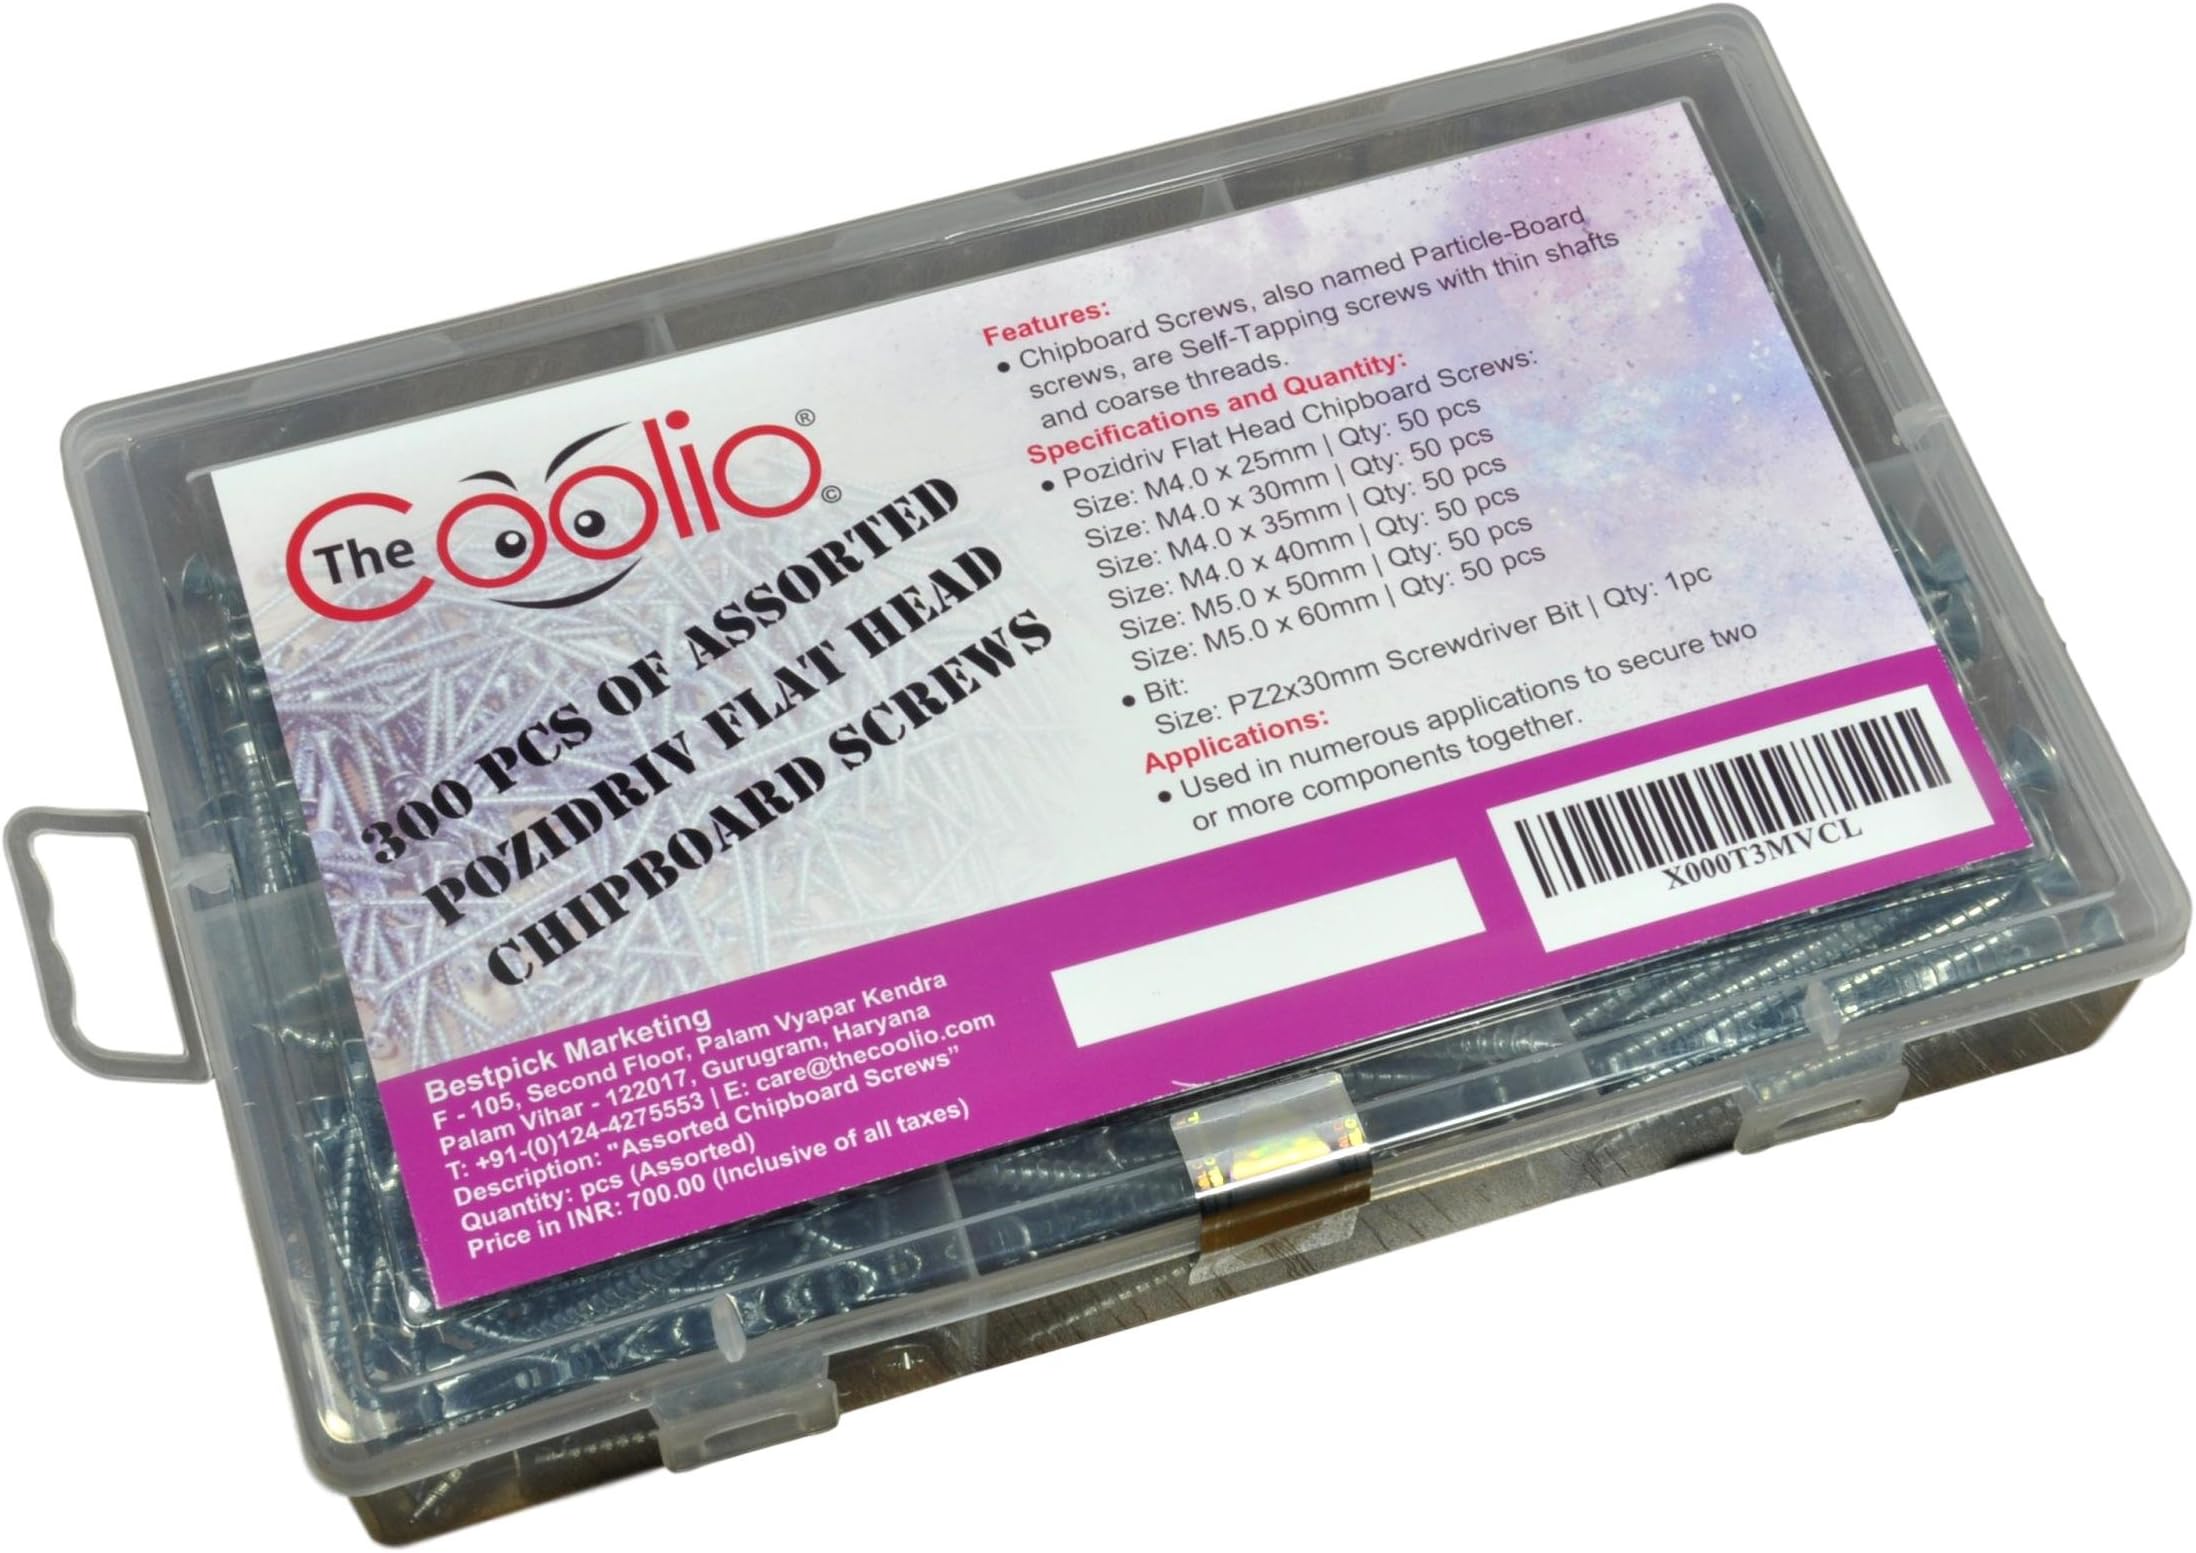 The Coolio®©
300 PCS OF ASSORTED
POZIDRIV FLAT HEAD
CHIPBOARD SCREWS
Features:
• Chipboard Screws, also named Particle-Board
screws, are Self-Tapping screws with thin shafts
and coarse threads.
Specifications and Quantity:
• Pozidriv Flat Head Chipboard Screws:
Size: M4.0 x 25mm | Qty: 50 pcs
Size: M4.0 x 30mm | Qty: 50 pcs
Size: M4.0 x 35mm | Qty: 50 pcs
Size: M4.0 x 40mm | Qty: 50 pcs
Size: M5.0 x 50mm | Qty: 50 pcs
Size: M5.0 x 60mm | Qty: 50 pcs
• Bit:
Size: PZ2x30mm Screwdriver Bit | Qty: 1pc
Applications:
• Used in numerous applications to secure two
or more components together.
Bestpick Marketing
F - 105, Second Floor, Palam Vyapar Kendra
Palam Vihar - 122017, Gurugram, Haryana
T: +91-(0)124-4275553 | E: care@thecoolio.com
Description: "Assorted Chipboard Screws”
Quantity: pcs (Assorted)
Price in INR: 700.00 (Inclusive of all taxes)
X000T3MVCL